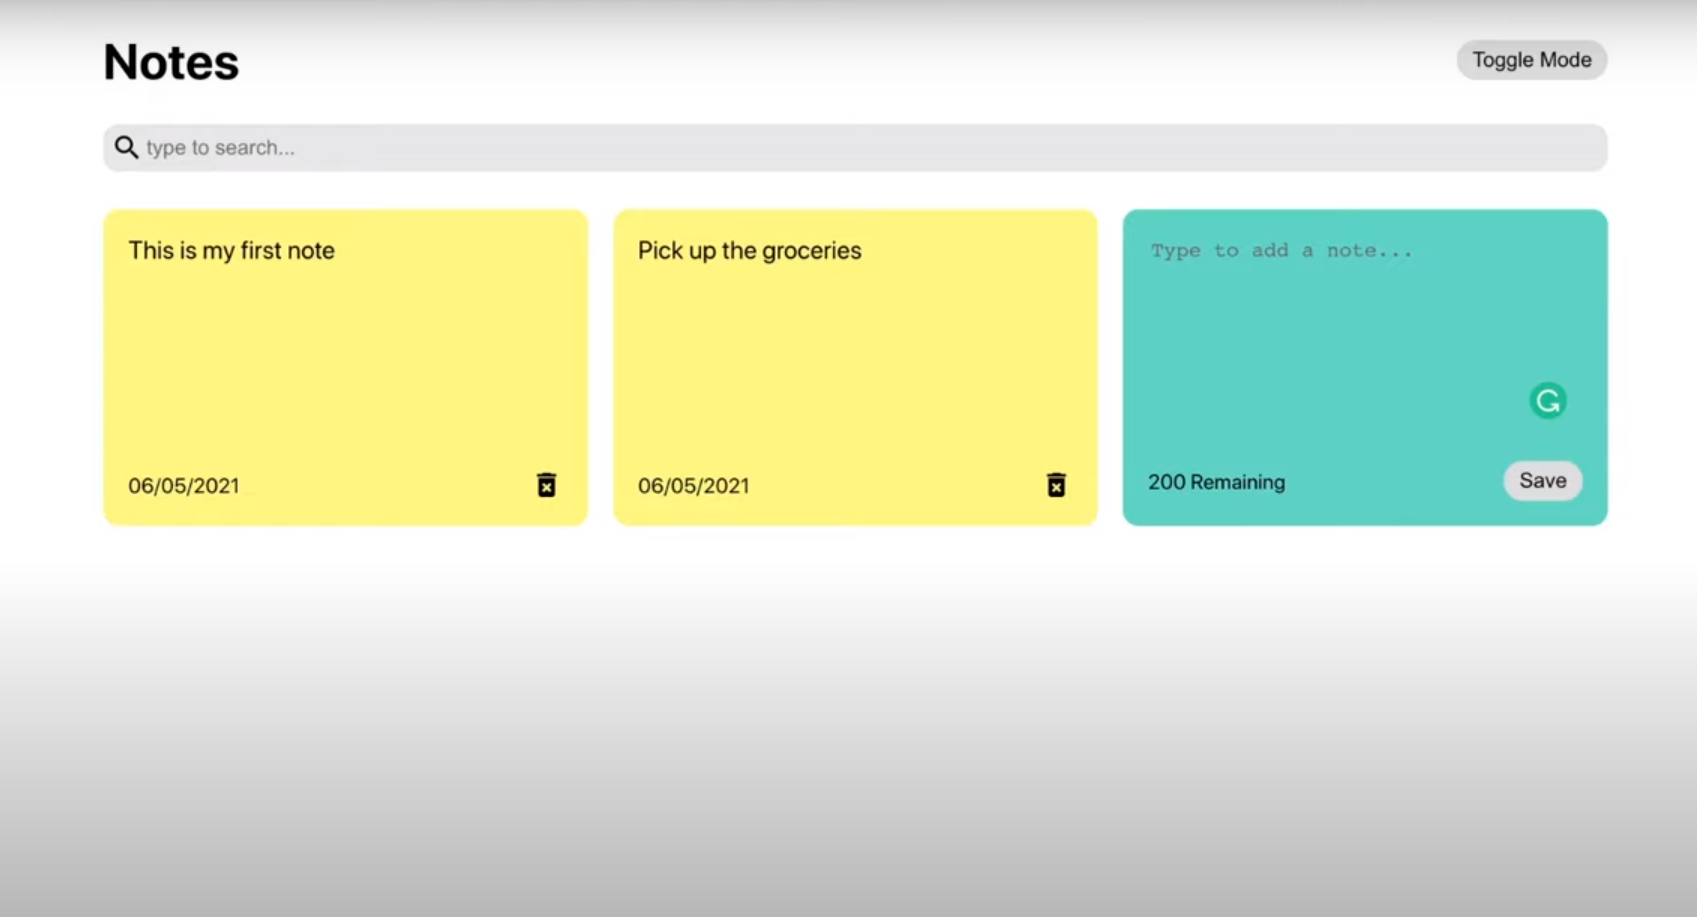 Notes
Toggle Mode
type to search...
This is my first note
Pick up the groceries
Type to add a note...
06/05/2021
06/05/2021
200 Remaining
Save